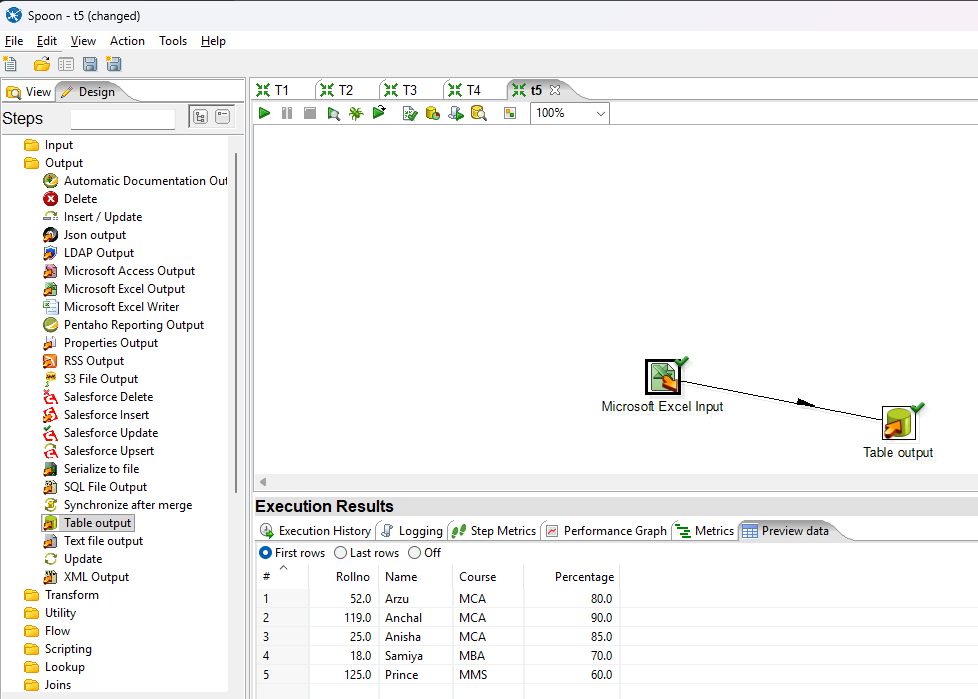 Spoon - t5 (changed)
File Edit View Action Tools Help
View Design
Steps
Input
Output
Automatic Documentation Out
Delete
Insert / Update
Json output
LDAP Output
Microsoft Access Output
Microsoft Excel Output
Microsoft Excel Writer
Pentaho Reporting Output
Properties Output
RSS Output
S3 File Output
Salesforce Delete
Salesforce Insert
Salesforce Update
Salesforce Upsert
Serialize to file
SQL File Output
Synchronize after merge
Table output
Text file output
Update
XML Output
Transform
Utility
Flow
Scripting
Lookup
Joins
T1 T2 T3 T4 t5
100%
Microsoft Excel Input
Table output
Execution Results
Execution History Logging Step Metrics Performance Graph Metrics Preview data
First rows Last rows Off
# Rollno Name Course Percentage
1 52.0 Arzu MCA 80.0
2 119.0 Anchal MCA 90.0
3 25.0 Anisha MCA 85.0
4 18.0 Samiya MBA 70.0
5 125.0 Prince MMS 60.0